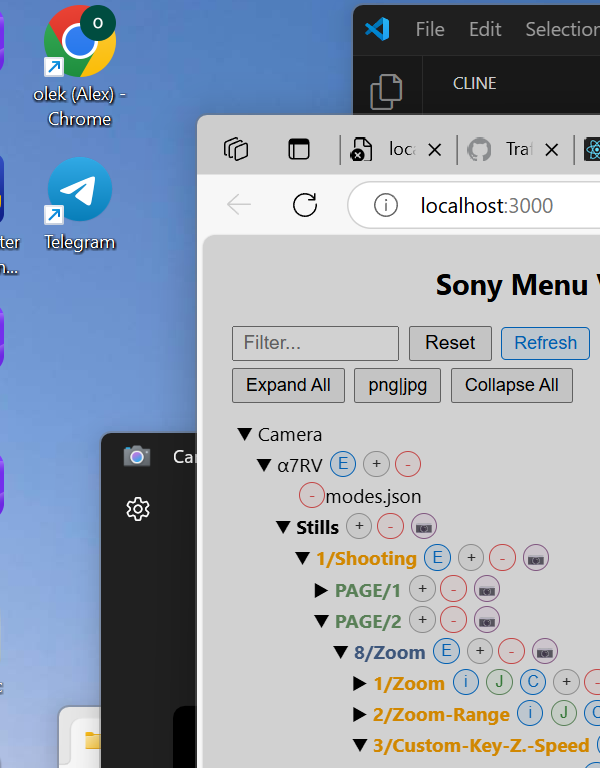 O
olek (Alex) -
Chrome
Telegram
ter
n...
File Edit Selection
CLINE
loc
Tra
localhost:3000
Sony Menu V
Filter... Reset Refresh
Expand All png|jpg Collapse All
Camera
α7RV E + -
- modes.json
Stills + -
1/Shooting E + -
PAGE/1 + -
PAGE/2 + -
8/Zoom E + -
1/Zoom i J C + -
2/Zoom-Range i J C
3/Custom-Key-Z.-Speed
Ca